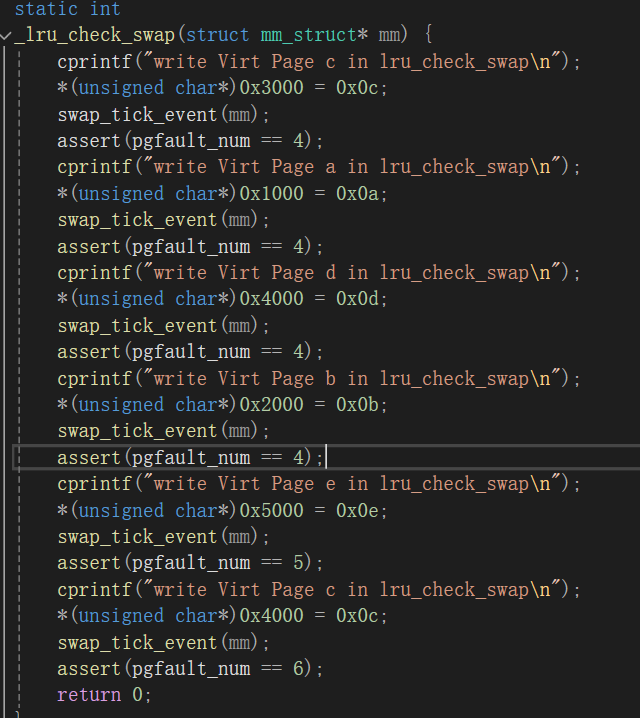 static int
_lru_check_swap(struct mm_struct* mm) {
    cprintf("write Virt Page c in lru_check_swap\n");
    *(unsigned char*)0x3000 = 0x0c;
    swap_tick_event(mm);
    assert(pgfault_num == 4);
    cprintf("write Virt Page a in lru_check_swap\n");
    *(unsigned char*)0x1000 = 0x0a;
    swap_tick_event(mm);
    assert(pgfault_num == 4);
    cprintf("write Virt Page d in lru_check_swap\n");
    *(unsigned char*)0x4000 = 0x0d;
    swap_tick_event(mm);
    assert(pgfault_num == 4);
    cprintf("write Virt Page b in lru_check_swap\n");
    *(unsigned char*)0x2000 = 0x0b;
    swap_tick_event(mm);
    assert(pgfault_num == 4);
    cprintf("write Virt Page e in lru_check_swap\n");
    *(unsigned char*)0x5000 = 0x0e;
    swap_tick_event(mm);
    assert(pgfault_num == 5);
    cprintf("write Virt Page c in lru_check_swap\n");
    *(unsigned char*)0x4000 = 0x0c;
    swap_tick_event(mm);
    assert(pgfault_num == 6);
    return 0;
}